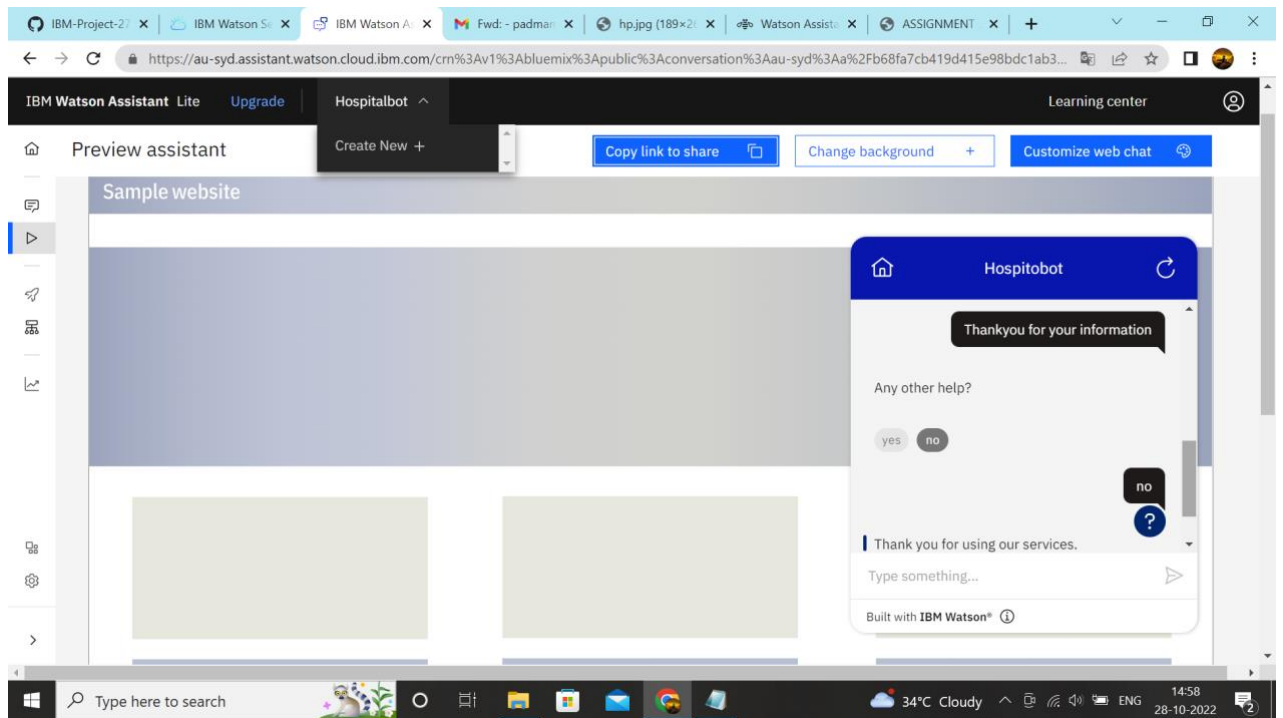 IBM-Project-27
IBM Watson Se
IBM Watson A
Fwd: - padman
hp.jpg (189×2
Watson Assista
ASSIGNMENT
https://au-syd.assistant.watson.cloud.ibm.com/crn%3Av1%3Abluemix%3Apublic%3Aconversation%3Aau-syd%3Aa%2Fb68fa7cb419d415e98bdc1ab3...
IBM Watson Assistant Lite Upgrade Hospitalbot Learning center
Preview assistant Create New + Copy link to share Change background + Customize web chat
Sample website
Hospitobot
Thankyou for your information
Any other help?
yes no
no
?
Thank you for using our services.
Type something...
Built with IBM Watson®
Type here to search 34°C Cloudy ENG 14:58
28-10-2022
2